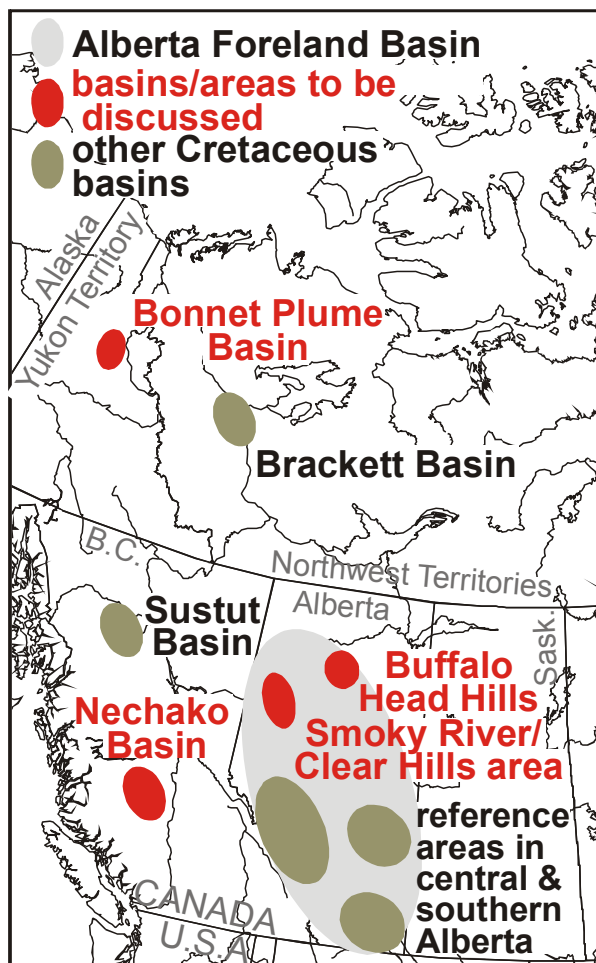 Alberta Foreland Basin
basins/areas to be
discussed
other Cretaceous
basins
Alaska
Yukon Territory
Bonnet Plume
Basin
Brackett Basin
B.C.
Northwest Territories
Alberta
Sask.
Sustut
Basin
Buffalo
Head Hills
Nechako
Basin
Smoky River/
Clear Hills area
reference
areas in
central &
southern
Alberta
CANADA
U.S.A